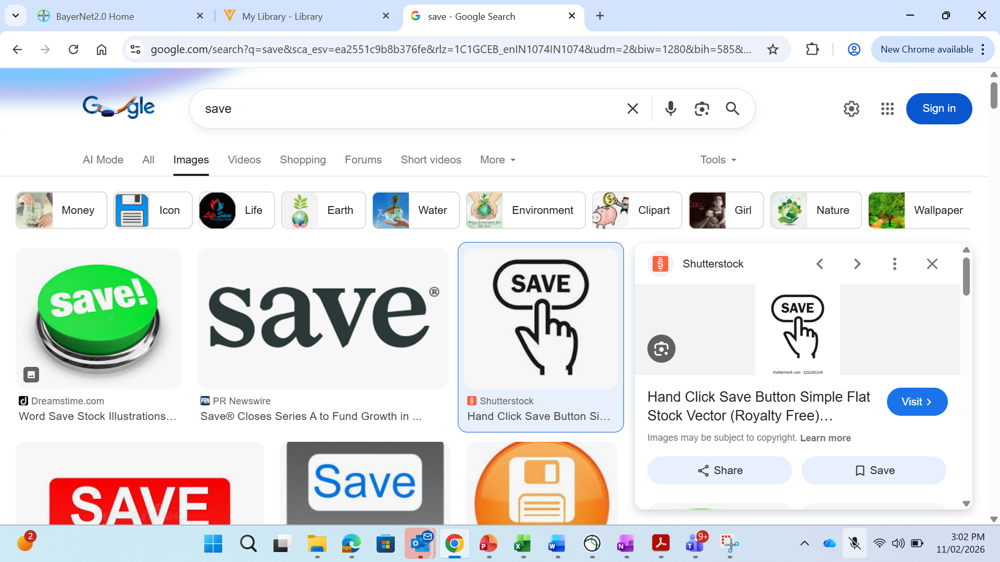 BayerNet2.0 Home
My Library - Library
save - Google Search
google.com/search?q=save&sca_esv=ea2551c9b8b376fe&rlz=1C1GCEB_enIN1074IN1074&udm=2&biw=1280&bih=585&...
New Chrome available
Google
save
Sign in
AI Mode
All
Images
Videos
Shopping
Forums
Short videos
More
Tools
Money
Icon
Life
Earth
Water
Environment
Clipart
Girl
Nature
Wallpaper
save!
save®
SAVE
Shutterstock
SAVE
shutterstock.com · 1252281148
Dreamstime.com
Word Save Stock Illustrations...
PR Newswire
Save® Closes Series A to Fund Growth in ...
Shutterstock
Hand Click Save Button Si...
Hand Click Save Button Simple Flat
Stock Vector (Royalty Free)...
Visit
Images may be subject to copyright. Learn more
Share
Save
SAVE
Save
2
9+
3:02 PM
11/02/2026